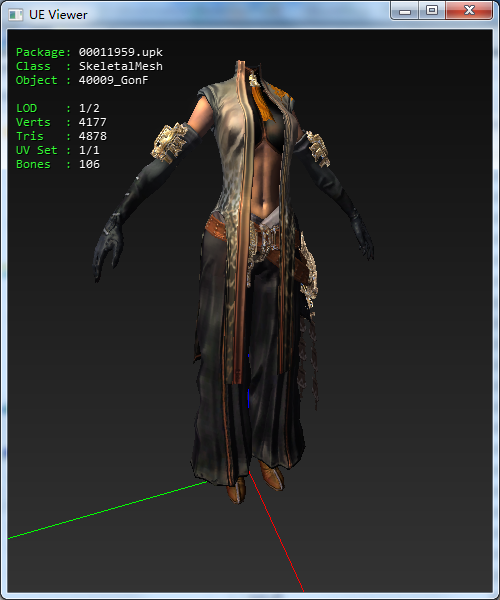 UE Viewer
Package: 00011959.upk
Class : SkeletalMesh
Object : 40009_GonF
LOD : 1/2
Verts : 4177
Tris : 4878
UV Set : 1/1
Bones : 106